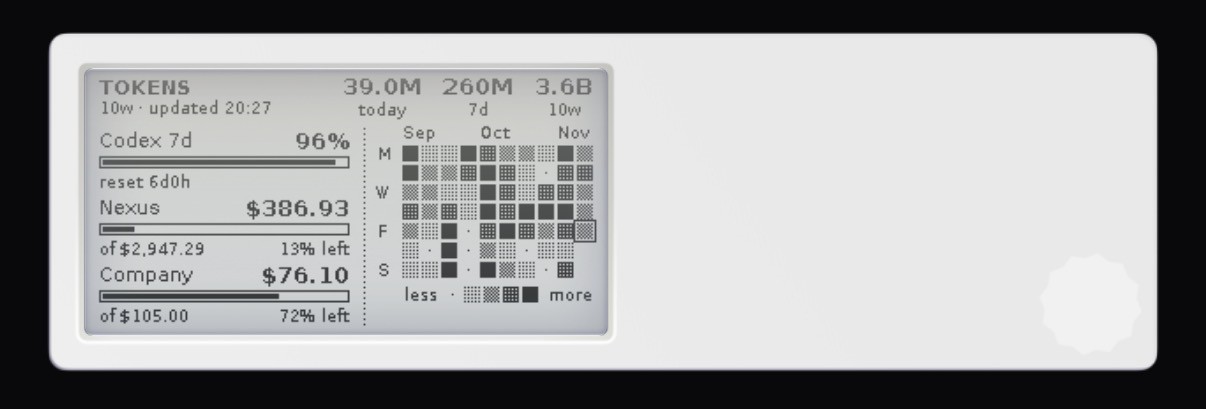 TOKENS 39.0M 260M 3.6B
10w · updated 20:27 today 7d 10w
Codex 7d 96%
reset 6d0h
Nexus $386.93
of $2,947.29 13% left
Company $76.10
of $105.00 72% left
Sep Oct Nov
M
W
F
S
less · more